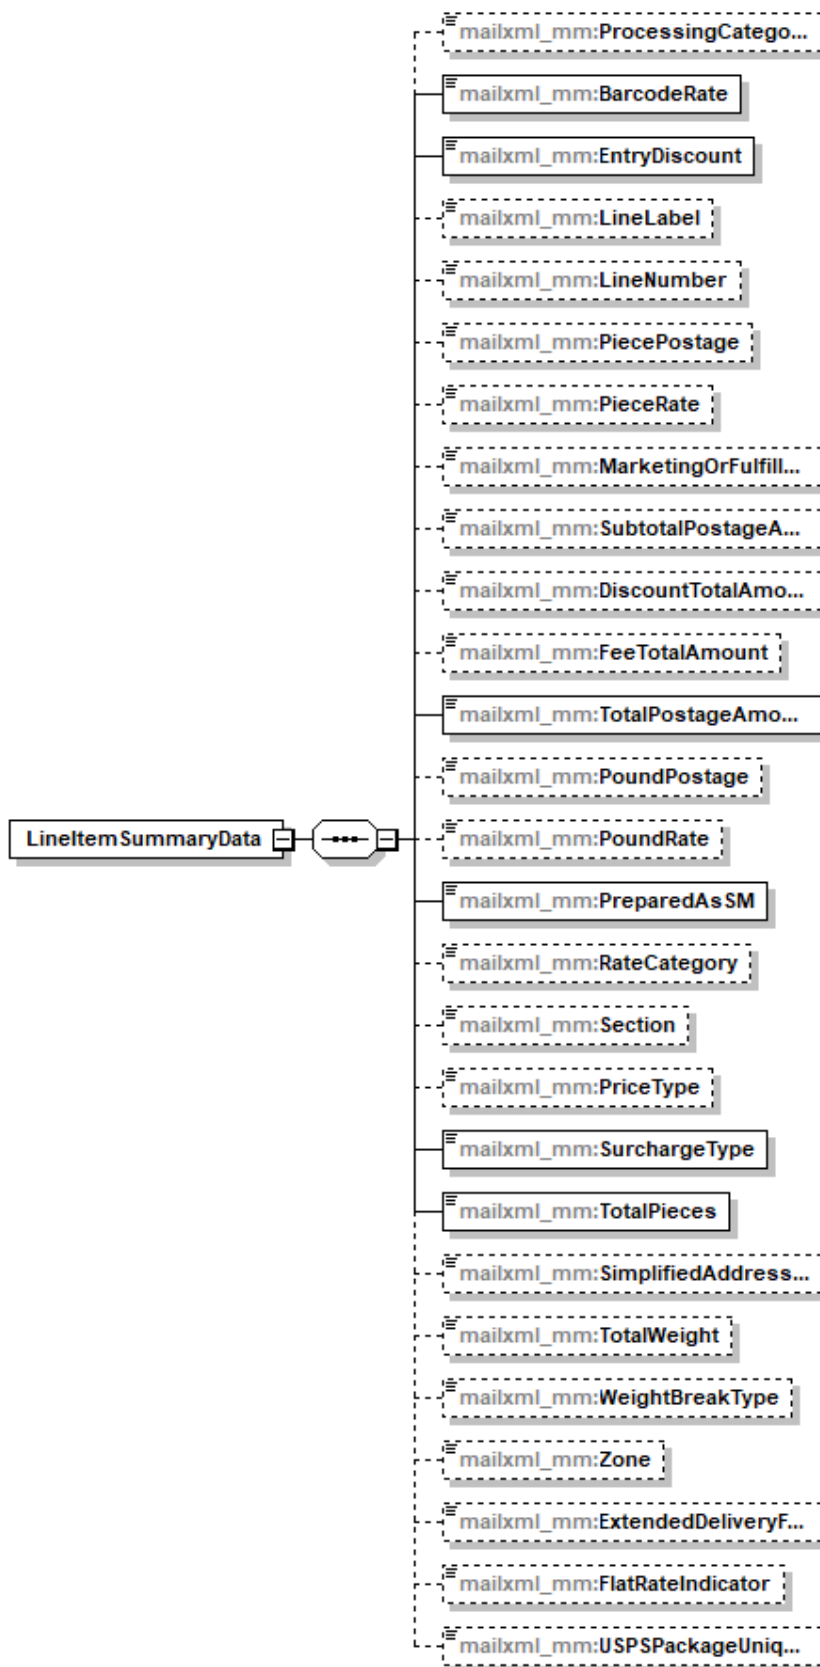 mailxml_mm:ProcessingCatego...
mailxml_mm:BarcodeRate
mailxml_mm:EntryDiscount
mailxml_mm:LineLabel
mailxml_mm:LineNumber
mailxml_mm:PiecePostage
mailxml_mm:PieceRate
mailxml_mm:MarketingOrFulfill...
mailxml_mm:SubtotalPostageA...
mailxml_mm:DiscountTotalAmo...
mailxml_mm:FeeTotalAmount
mailxml_mm:TotalPostageAmo...
mailxml_mm:PoundPostage
LineItemSummaryData
mailxml_mm:PoundRate
mailxml_mm:PreparedAsSM
mailxml_mm:RateCategory
mailxml_mm:Section
mailxml_mm:PriceType
mailxml_mm:SurchargeType
mailxml_mm:TotalPieces
mailxml_mm:SimplifiedAddress...
mailxml_mm:TotalWeight
mailxml_mm:WeightBreakType
mailxml_mm:Zone
mailxml_mm:ExtendedDeliveryF...
mailxml_mm:FlatRateIndicator
mailxml_mm:USPSPackageUniq...